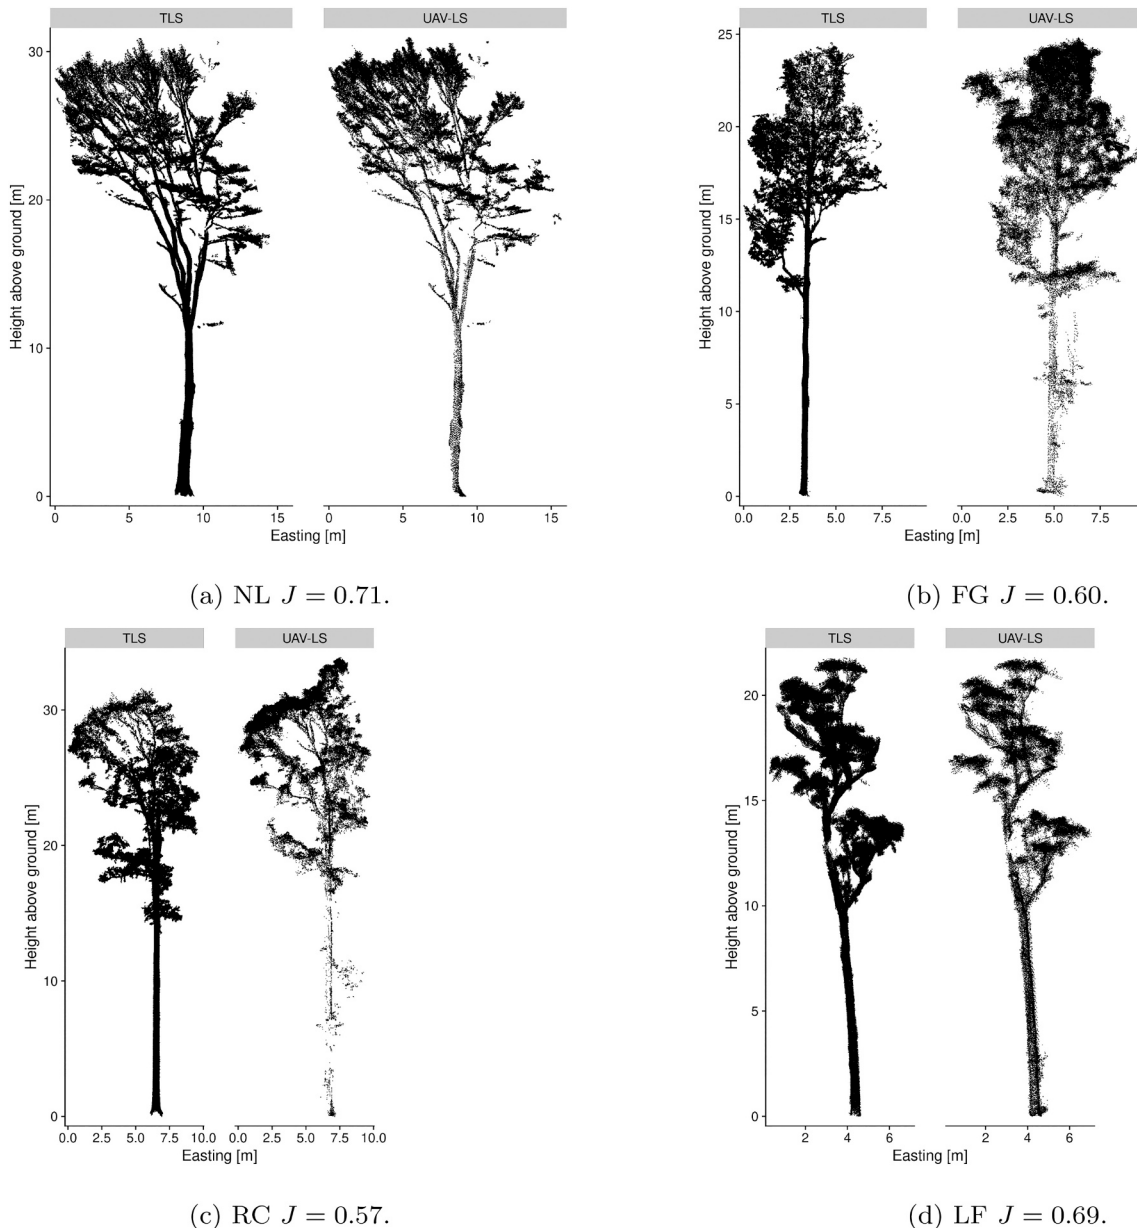 TLS UAV-LS
Height above ground [m]
30
20
10
0
0 5 10 15 0 5 10 15
Easting [m]
(a) NL J = 0.71.
TLS UAV-LS
Height above ground [m]
25
20
15
10
5
0
0.0 2.5 5.0 7.5 0.0 2.5 5.0 7.5
Easting [m]
(b) FG J = 0.60.
TLS UAV-LS
Height above ground [m]
30
20
10
0
0.0 2.5 5.0 7.5 10.0 0.0 2.5 5.0 7.5 10.0
Easting [m]
(c) RC J = 0.57.
TLS UAV-LS
Height above ground [m]
20
15
10
5
0
2 4 6 2 4 6
Easting [m]
(d) LF J = 0.69.